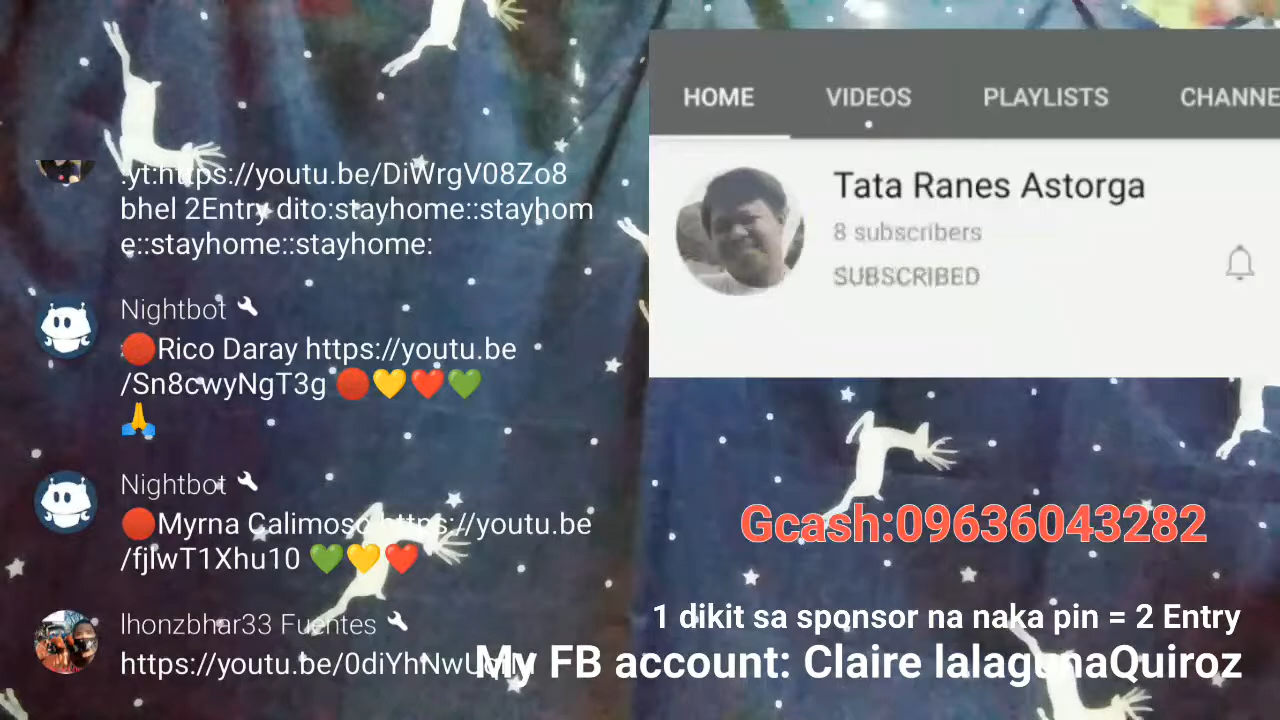 .yt:https://youtu.be/DiWrgV08Zo8
bhel 2Entry dito:stayhome::stayhom
e::stayhome::stayhome:
Nightbot
🔴Rico Daray https://youtu.be
/Sn8cwyNgT3g 🔴💛❤️💚
🙏
Nightbot
🔴Myrna Calimoso https://youtu.be
/fjlwT1Xhu10 💚💛❤️
lhonzbhar33 Fuentes
HOME VIDEOS PLAYLISTS CHANNE
Tata Ranes Astorga
8 subscribers
SUBSCRIBED
Gcash:09636043282
1 dikit sa sponsor na naka pin = 2 Entry
My FB account: Claire lalagunaQuiroz